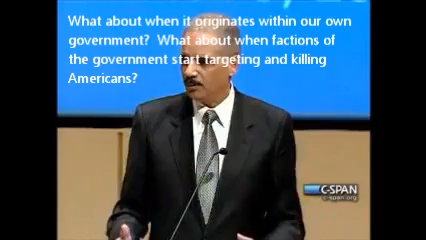 What about when it originates within our own
government?  What about when factions of
the government start targeting and killing
Americans?
C-SPAN
c-span.org